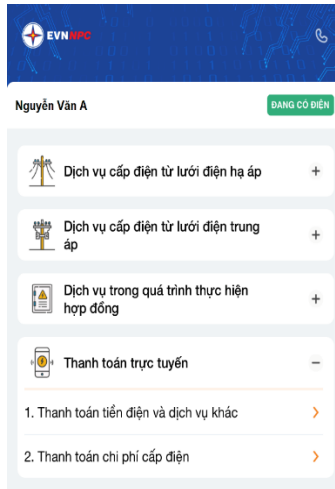 EVNNPC
Nguyễn Văn A
ĐANG CÓ ĐIỆN
Dịch vụ cấp điện từ lưới điện hạ áp
Dịch vụ cấp điện từ lưới điện trung
áp
Dịch vụ trong quá trình thực hiện
hợp đồng
Thanh toán trực tuyến
1. Thanh toán tiền điện và dịch vụ khác
2. Thanh toán chi phí cấp điện